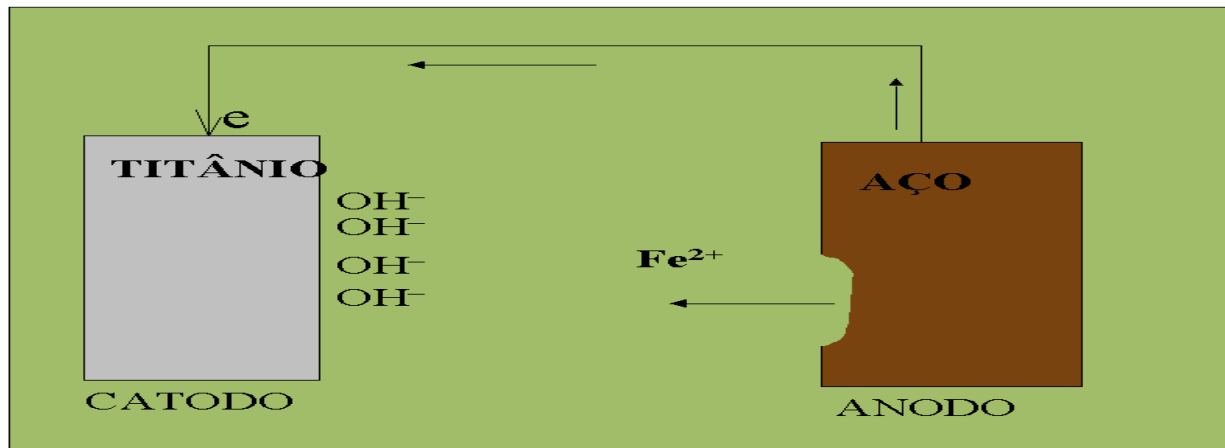 e
TITÂNIO
AÇO
OH⁻
OH⁻
Fe²⁺
OH⁻
OH⁻
CATODO
ANODO